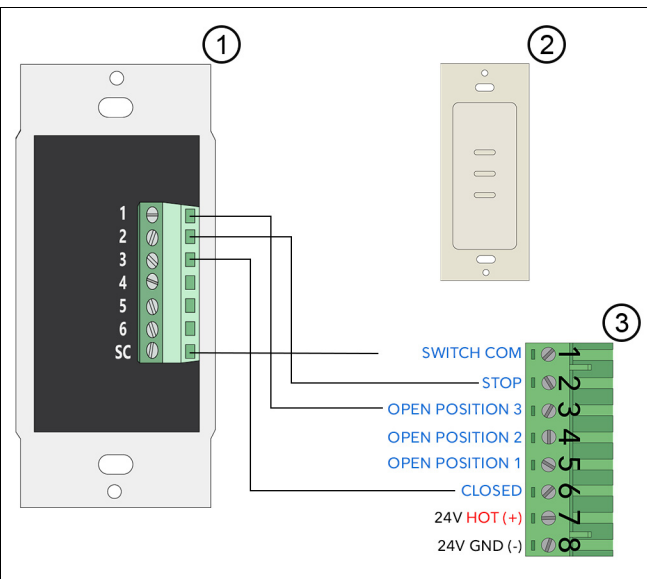 1
2
3
1
2
3
4
5
6
SC
SWITCH COM
STOP
OPEN POSITION 3
OPEN POSITION 2
OPEN POSITION 1
CLOSED
24V HOT (+)
24V GND (-)
1
2
3
4
5
6
7
8